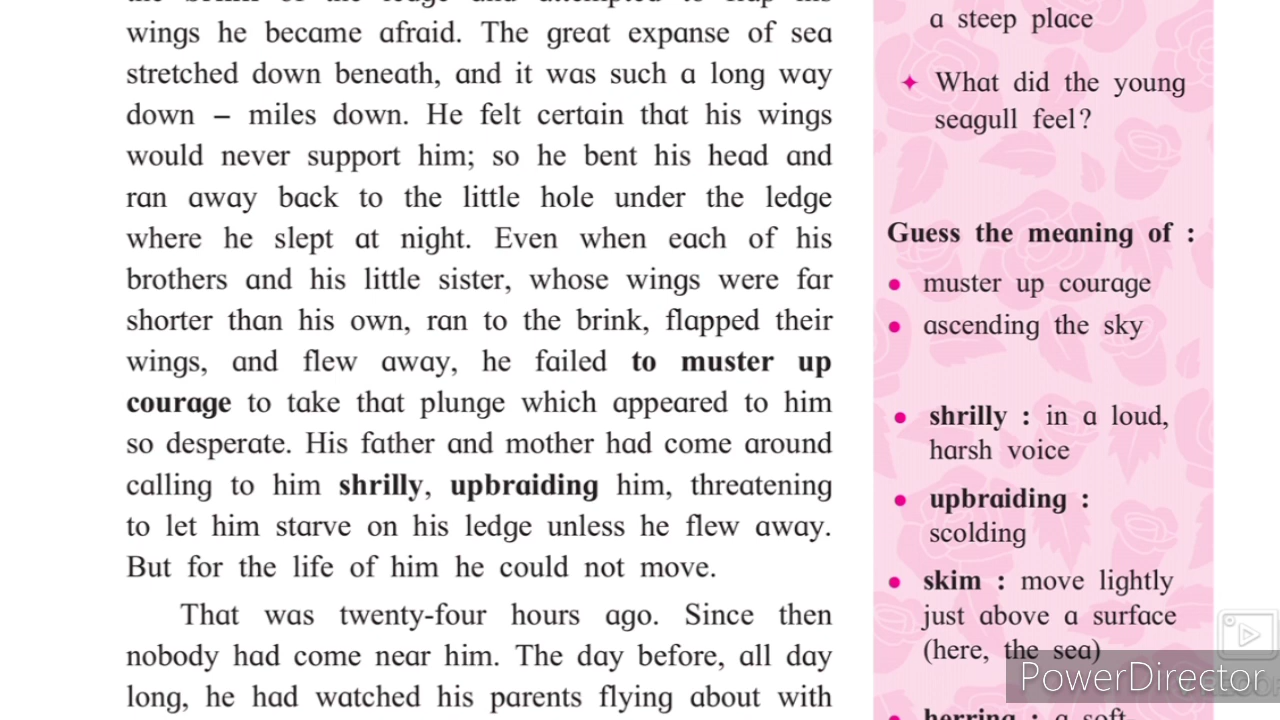 the brink of the ledge and attempted to flap his
wings he became afraid. The great expanse of sea
stretched down beneath, and it was such a long way
down – miles down. He felt certain that his wings
would never support him; so he bent his head and
ran away back to the little hole under the ledge
where he slept at night. Even when each of his
brothers and his little sister, whose wings were far
shorter than his own, ran to the brink, flapped their
wings, and flew away, he failed to muster up
courage to take that plunge which appeared to him
so desperate. His father and mother had come around
calling to him shrilly, upbraiding him, threatening
to let him starve on his ledge unless he flew away.
But for the life of him he could not move.
That was twenty-four hours ago. Since then
nobody had come near him. The day before, all day
long, he had watched his parents flying about with
a steep place
✦ What did the young
seagull feel?
Guess the meaning of :
• muster up courage
• ascending the sky
• shrilly : in a loud,
harsh voice
• upbraiding :
scolding
• skim : move lightly
just above a surface
(here, the sea)
• herring : a soft
PowerDirector